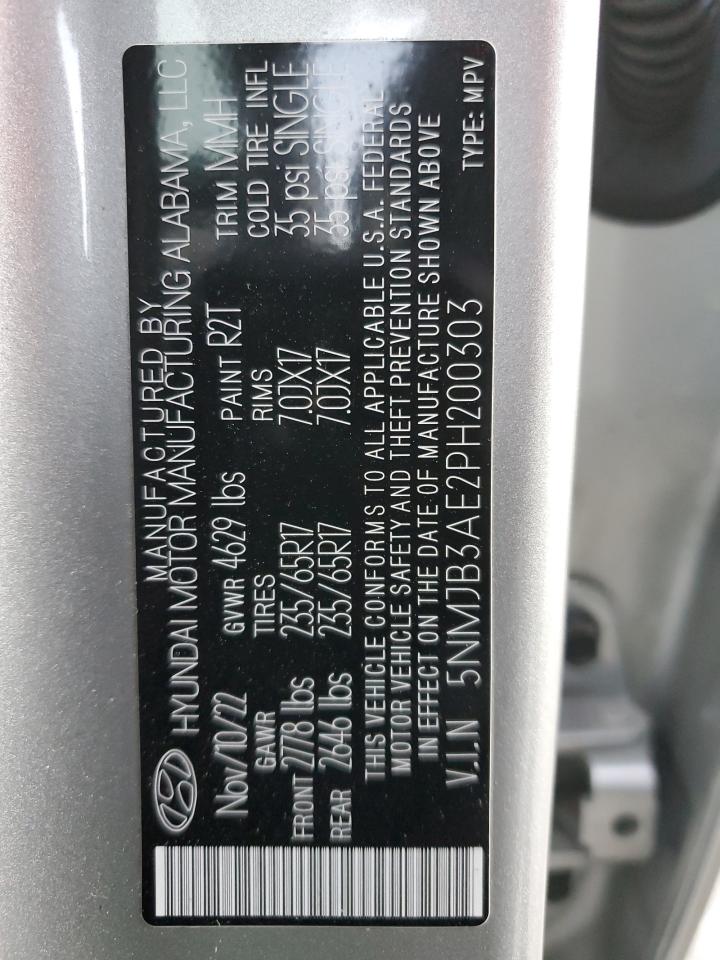 MANUFACTURED BY
HYUNDAI MOTOR MANUFACTURING ALABAMA, LLC
Nov/10/22 GVWR 4629 lbs PAINT R2T TRIM MMH
GAWR TIRES RIMS COLD TIRE INFL
FRONT 2778 lbs 235/65R17 7.0JX17 35 psi SINGLE
REAR 2646 lbs 235/65R17 7.0JX17 35 psi SINGLE
THIS VEHICLE CONFORMS TO ALL APPLICABLE U.S.A. FEDERAL
MOTOR VEHICLE SAFETY AND THEFT PREVENTION STANDARDS
IN EFFECT ON THE DATE OF MANUFACTURE SHOWN ABOVE
V.I.N 5NMJB3AE2PH200303 TYPE: MPV